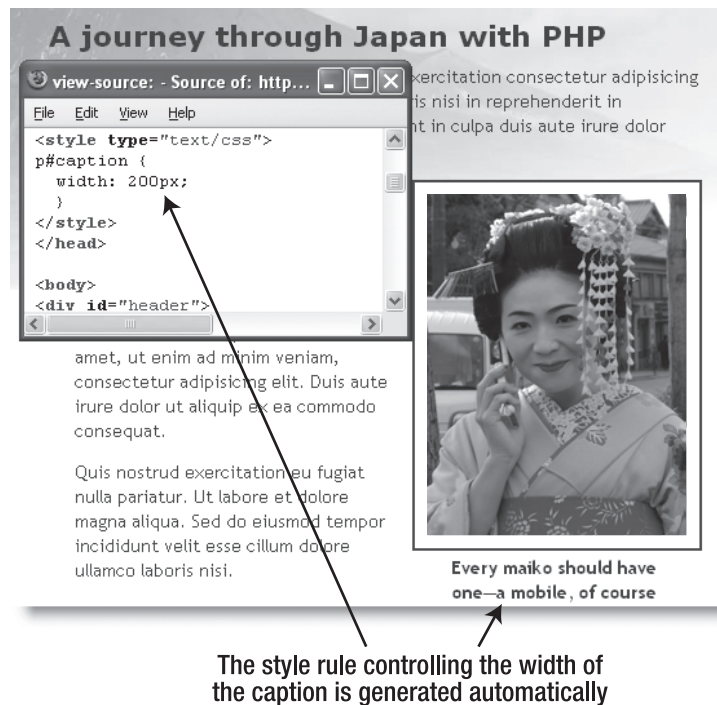 A journey through Japan with PHP
view-source: - Source of: http...
File Edit View Help
<style type="text/css">
p#caption {
width: 200px;
}
</style>
</head>
<body>
<div id="header">
xercitation consectetur adipisicing
ris nisi in reprehenderit in
nt in culpa duis aute irure dolor
amet, ut enim ad minim veniam,
consectetur adipisicing elit. Duis aute
irure dolor ut aliquip ex ea commodo
consequat.
Quis nostrud exercitation eu fugiat
nulla pariatur. Ut labore et dolore
magna aliqua. Sed do eiusmod tempor
incididunt velit esse cillum dolore
ullamco laboris nisi.
Every maiko should have
one—a mobile, of course
The style rule controlling the width of
the caption is generated automatically